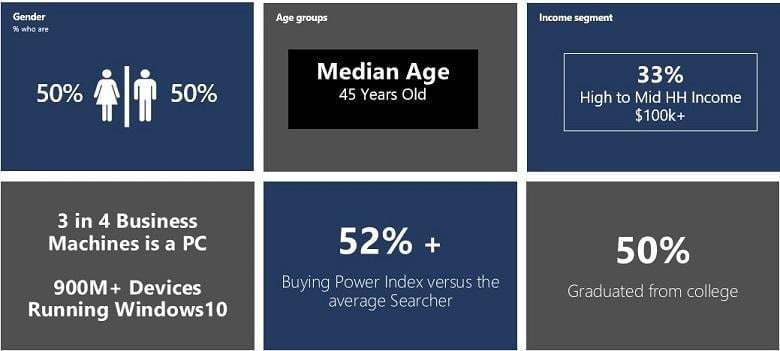 Gender
% who are
50% 50%
Age groups
Median Age
45 Years Old
Income segment
33%
High to Mid HH Income
$100k+
3 in 4 Business
Machines is a PC
900M+ Devices
Running Windows10
52% +
Buying Power Index versus the
average Searcher
50%
Graduated from college